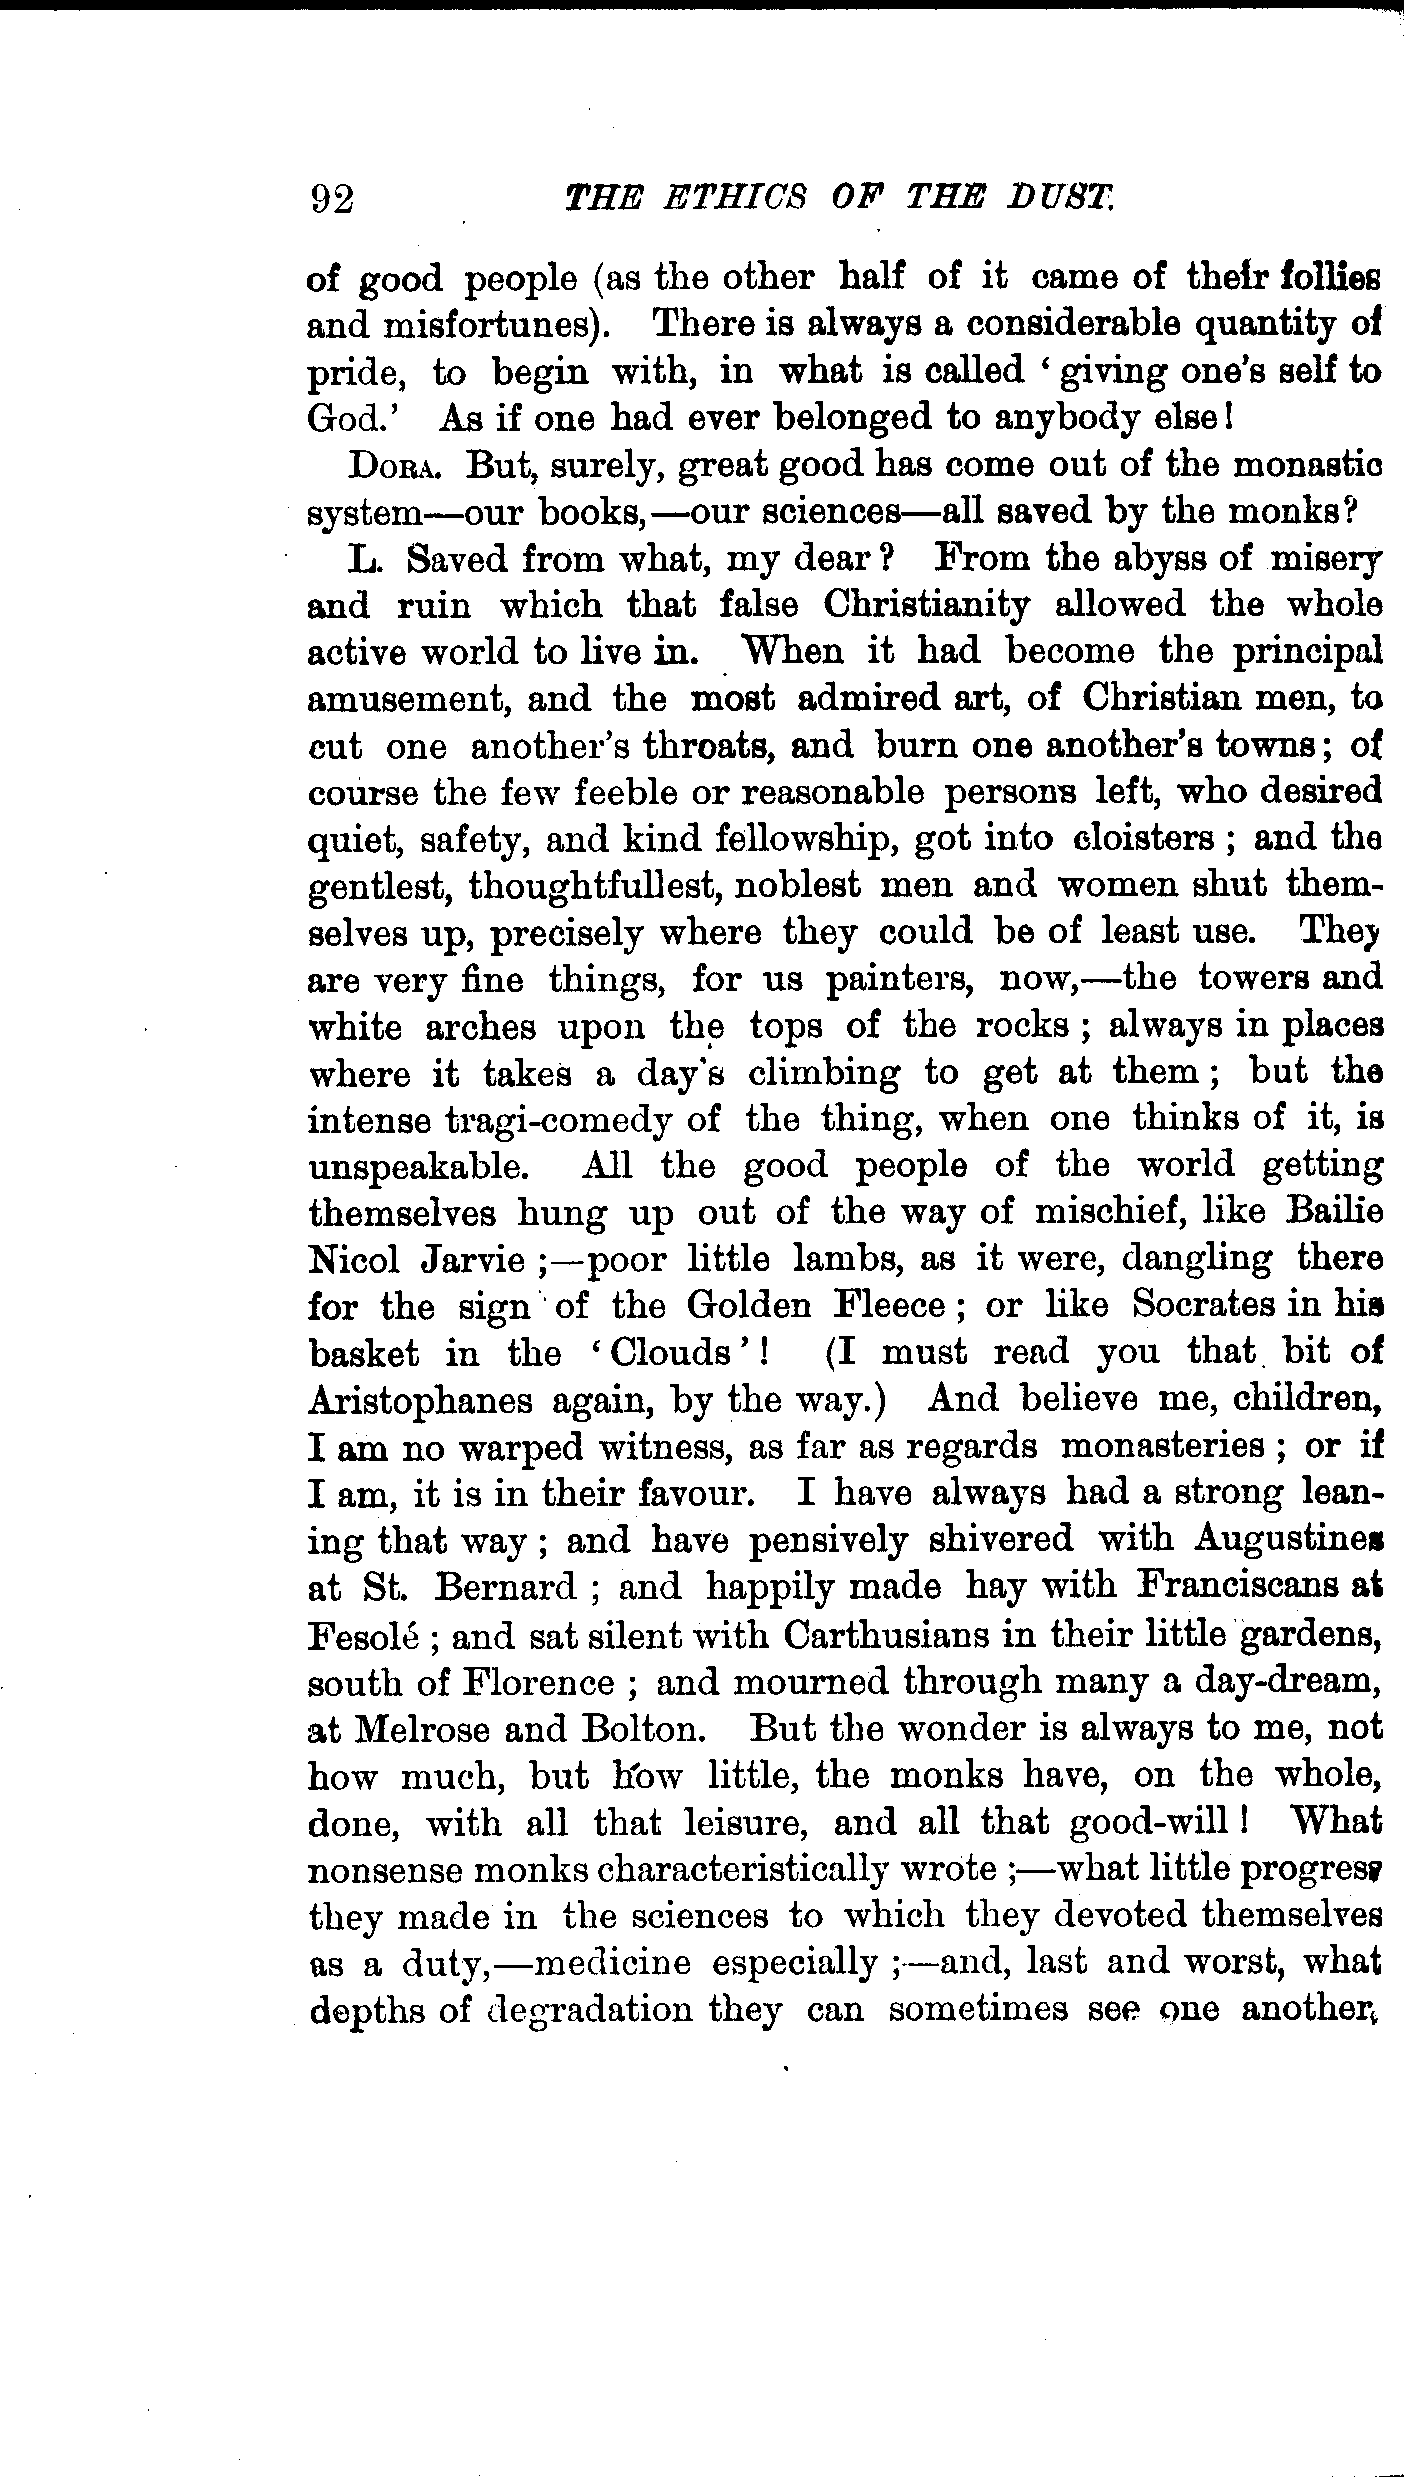 92 THE ETHICS OF THE DUST.
of good people (as the other half of it came of their follies
and misfortunes). There is always a considerable quantity of
pride, to begin with, in what is called ‘giving one’s self to
God.’ As if one had ever belonged to anybody else!
DORA. But, surely, great good has come out of the monastic
system—our books,—our sciences—all saved by the monks?
L. Saved from what, my dear? From the abyss of misery
and ruin which that false Christianity allowed the whole
active world to live in. When it had become the principal
amusement, and the most admired art, of Christian men, to
cut one another’s throats, and burn one another’s towns; of
course the few feeble or reasonable persons left, who desired
quiet, safety, and kind fellowship, got into cloisters; and the
gentlest, thoughtfullest, noblest men and women shut them-
selves up, precisely where they could be of least use. They
are very fine things, for us painters, now,—the towers and
white arches upon the tops of the rocks; always in places
where it takes a day’s climbing to get at them; but the
intense tragi-comedy of the thing, when one thinks of it, is
unspeakable. All the good people of the world getting
themselves hung up out of the way of mischief, like Bailie
Nicol Jarvie;—poor little lambs, as it were, dangling there
for the sign of the Golden Fleece; or like Socrates in his
basket in the ‘Clouds’! (I must read you that bit of
Aristophanes again, by the way.) And believe me, children,
I am no warped witness, as far as regards monasteries; or if
I am, it is in their favour. I have always had a strong lean-
ing that way; and have pensively shivered with Augustines
at St. Bernard; and happily made hay with Franciscans at
Fesolé; and sat silent with Carthusians in their little gardens,
south of Florence; and mourned through many a day-dream,
at Melrose and Bolton. But the wonder is always to me, not
how much, but how little, the monks have, on the whole,
done, with all that leisure, and all that good-will! What
nonsense monks characteristically wrote;—what little progress
they made in the sciences to which they devoted themselves
as a duty,—medicine especially;—and, last and worst, what
depths of degradation they can sometimes see one another,